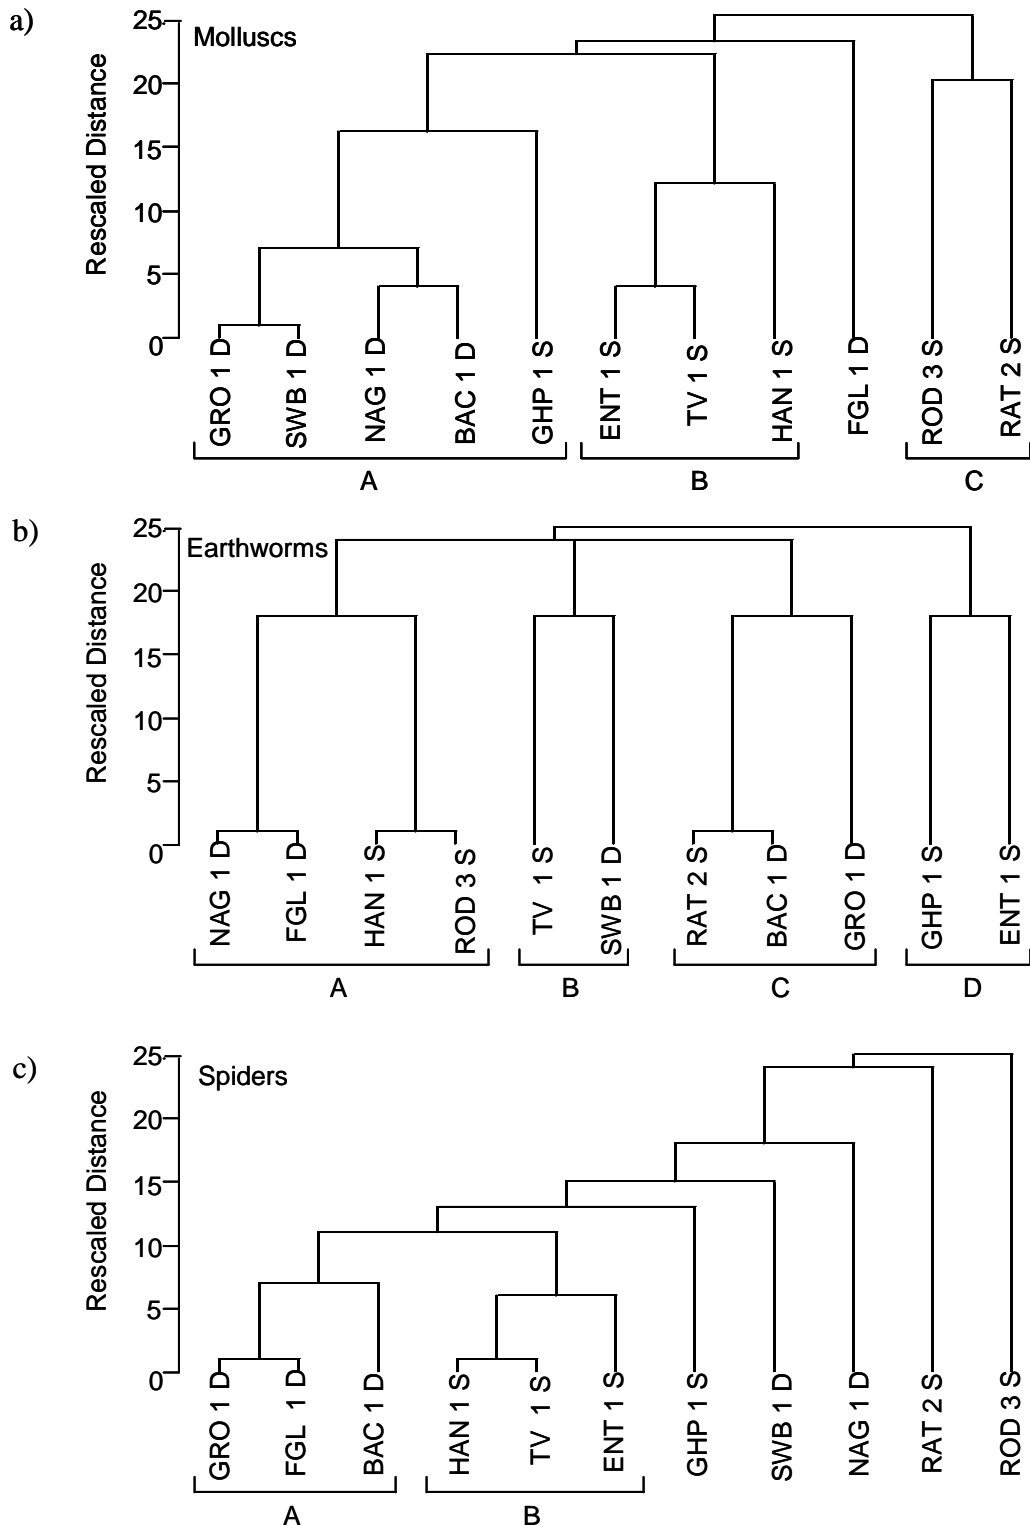 a)
Molluscs
Rescaled Distance
25
20
15
10
5
0
GRO 1 D
SWB 1 D
NAG 1 D
BAC 1 D
GHP 1 S
ENT 1 S
TV 1 S
HAN 1 S
FGL 1 D
ROD 3 S
RAT 2 S
A
B
C
b)
Earthworms
Rescaled Distance
25
20
15
10
5
0
NAG 1 D
FGL 1 D
HAN 1 S
ROD 3 S
TV 1 S
SWB 1 D
RAT 2 S
BAC 1 D
GRO 1 D
GHP 1 S
ENT 1 S
A
B
C
D
c)
Spiders
Rescaled Distance
25
20
15
10
5
0
GRO 1 D
FGL 1 D
BAC 1 D
HAN 1 S
TV 1 S
ENT 1 S
GHP 1 S
SWB 1 D
NAG 1 D
RAT 2 S
ROD 3 S
A
B